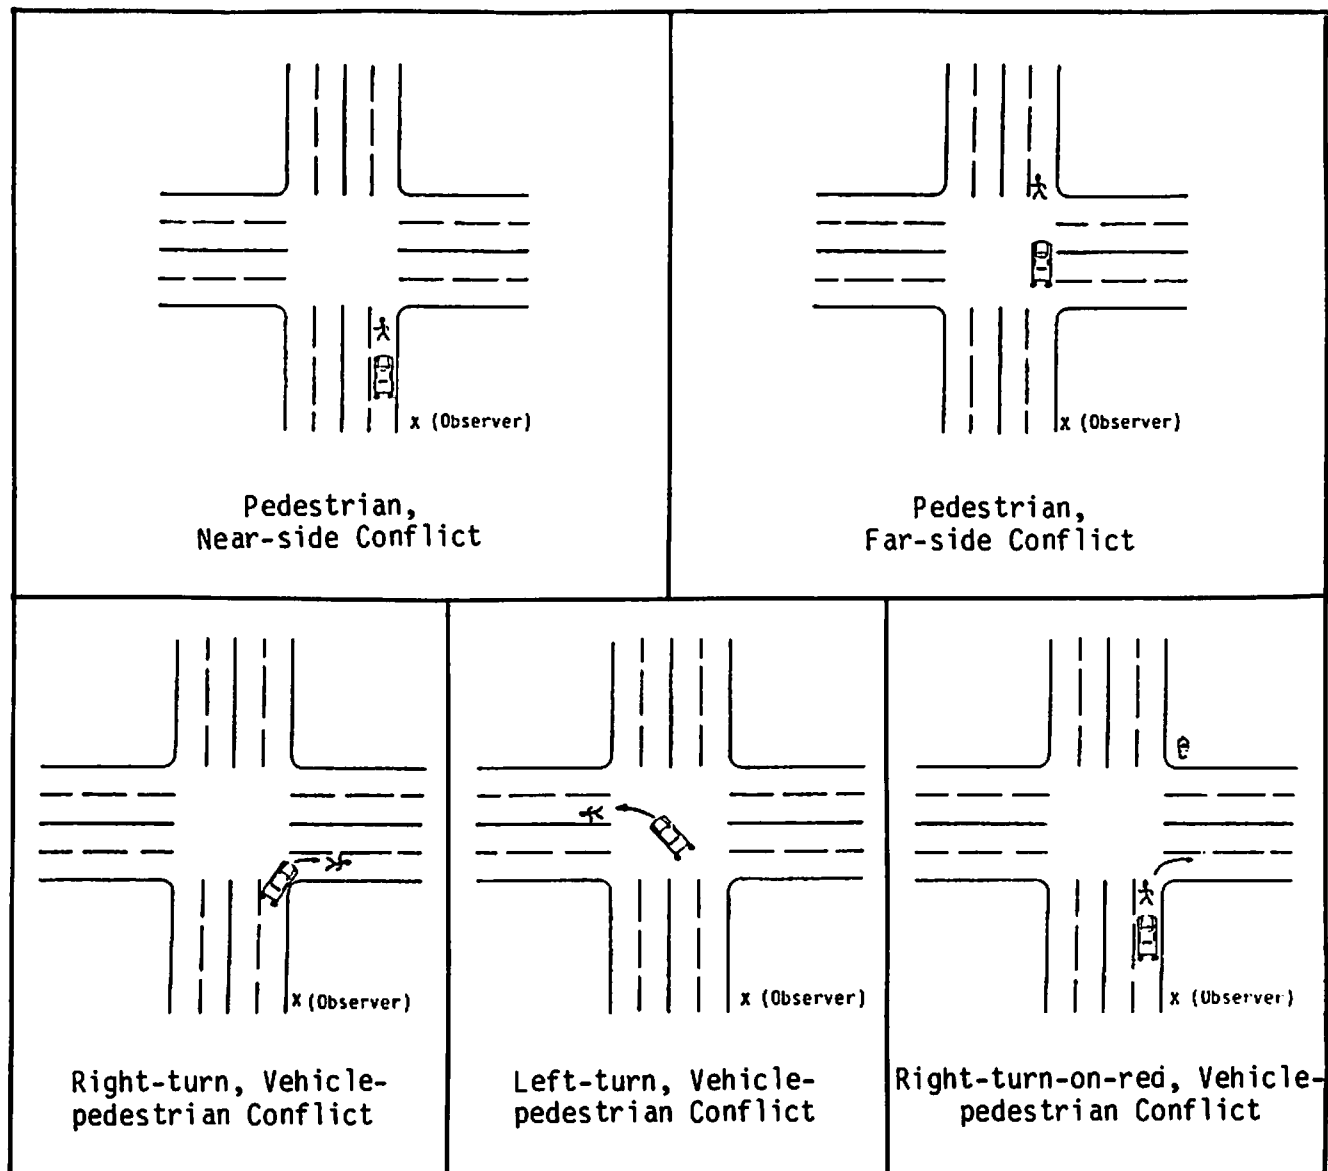 X (Observer)
Pedestrian,
Near-side Conflict
X (Observer)
Pedestrian,
Far-side Conflict
X (Observer)
Right-turn, Vehicle-
pedestrian Conflict
X (Observer)
Left-turn, Vehicle-
pedestrian Conflict
X (Observer)
Right-turn-on-red, Vehicle-
pedestrian Conflict